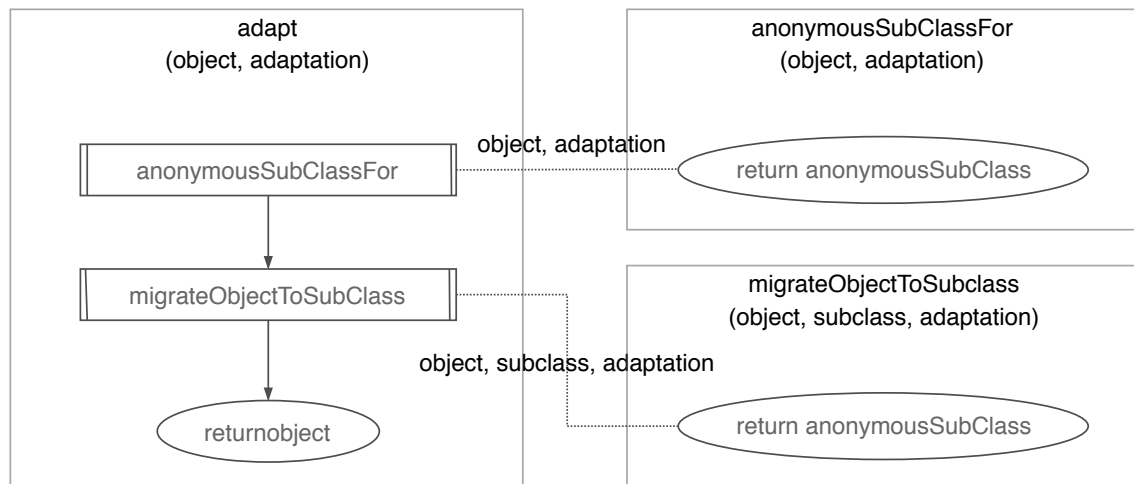 adapt
(object, adaptation)
anonymousSubClassFor
migrateObjectToSubClass
returnobject
object, adaptation
object, subclass, adaptation
anonymousSubClassFor
(object, adaptation)
return anonymousSubClass
migrateObjectToSubclass
(object, subclass, adaptation)
return anonymousSubClass